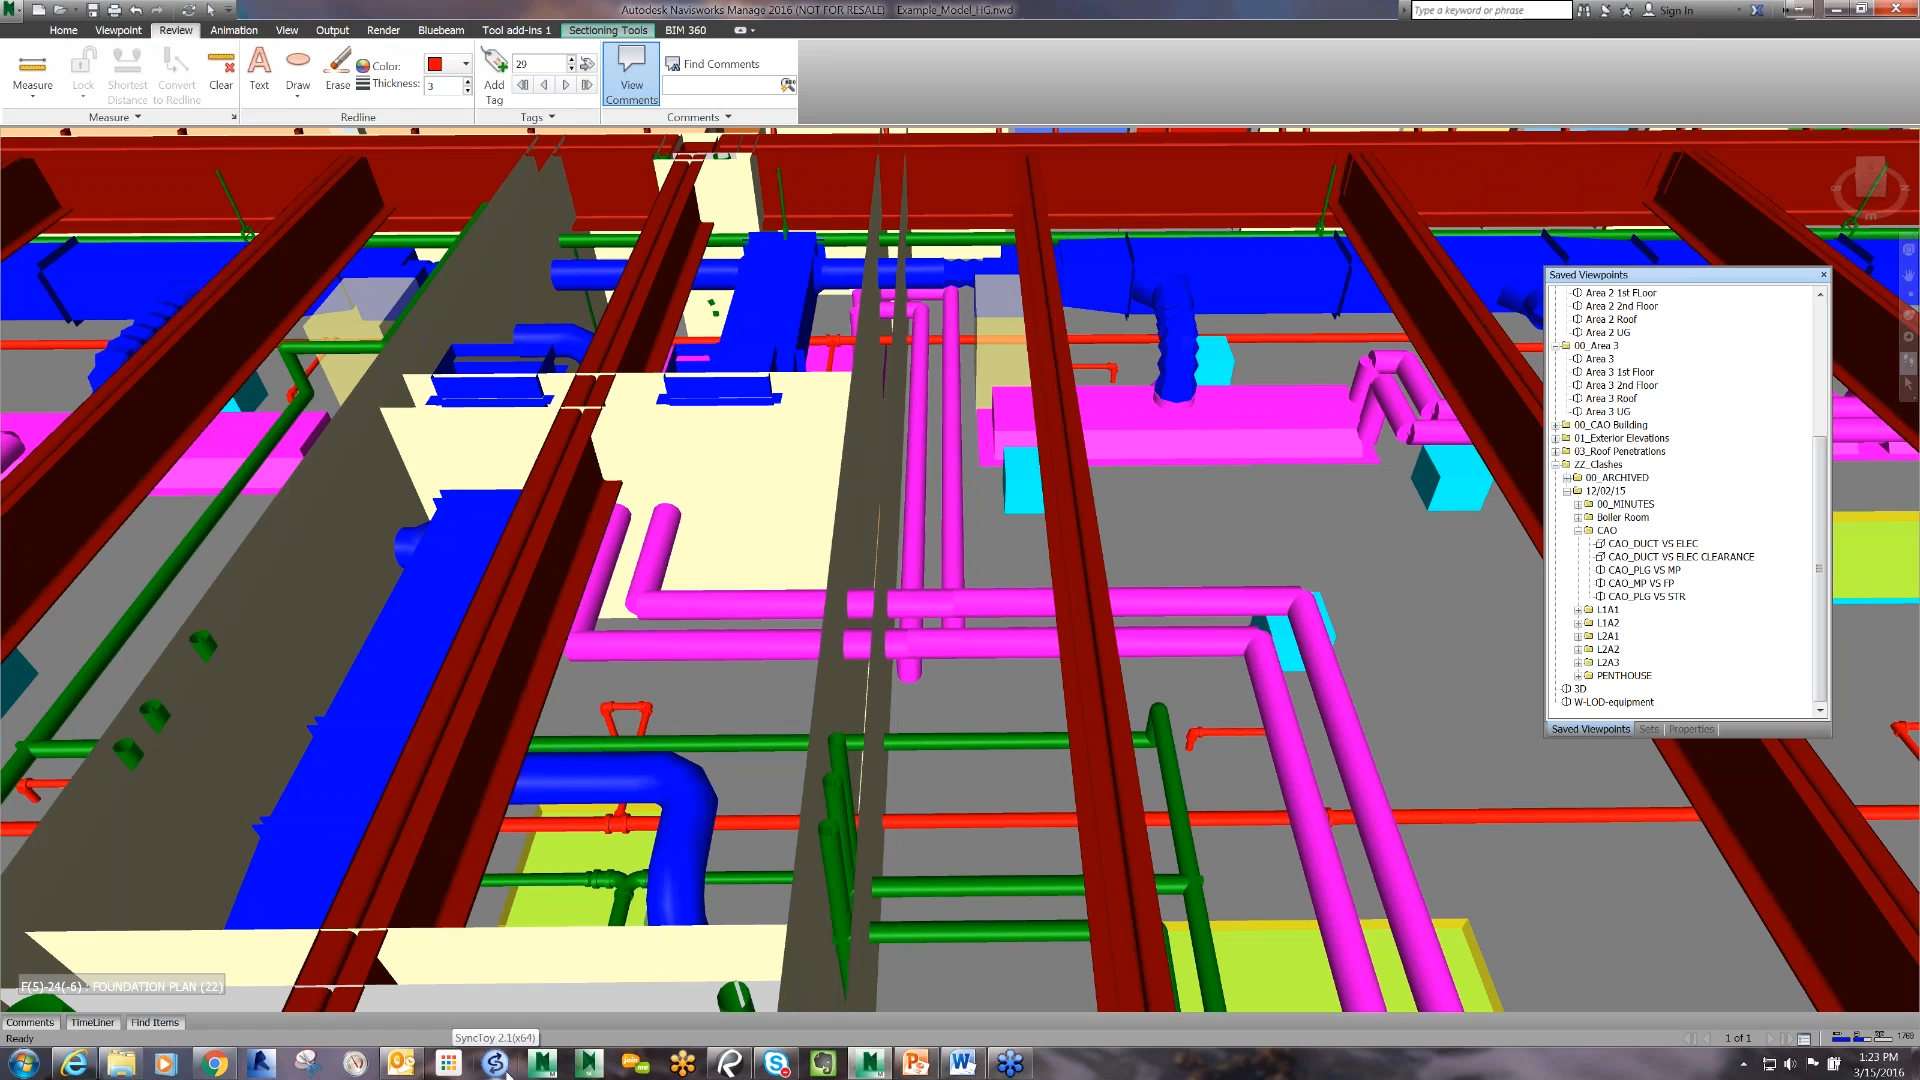 Autodesk Navisworks Manage 2016 (NOT FOR RESALE) Example_Model_HG.nwd
Type a keyword or phrase
Sign In
Home Viewpoint Review Animation View Output Render Bluebeam Tool add-ins 1 Sectioning Tools BIM 360
Measure
Lock
Shortest Distance
Convert to Redline
Clear
Text
Draw
Erase
Color:
Thickness: 3
Add Tag
29
View Comments
Find Comments
Measure
Redline
Tags
Comments
Saved Viewpoints
Area 2 1st FLoor
Area 2 2nd Floor
Area 2 Roof
Area 2 UG
00_Area 3
Area 3
Area 3 1st Floor
Area 3 2nd Floor
Area 3 Roof
Area 3 UG
00_CAO Building
01_Exterior Elevations
03_Roof Penetrations
ZZ_Clashes
00_ARCHIVED
12/02/15
00_MINUTES
Boiler Room
CAO
CAO_DUCT VS ELEC
CAO_DUCT VS ELEC CLEARANCE
CAO_PLG VS MP
CAO_MP VS FP
CAO_PLG VS STR
L1A1
L1A2
L2A1
L2A2
L2A3
PENTHOUSE
3D
W-LOD-equipment
Saved Viewpoints Sets Properties
F(5)-24(-6) : FOUNDATION PLAN (22)
Comments TimeLiner Find Items
Ready
SyncToy 2.1(x64)
1 of 1
1769
1:23 PM
3/15/2016